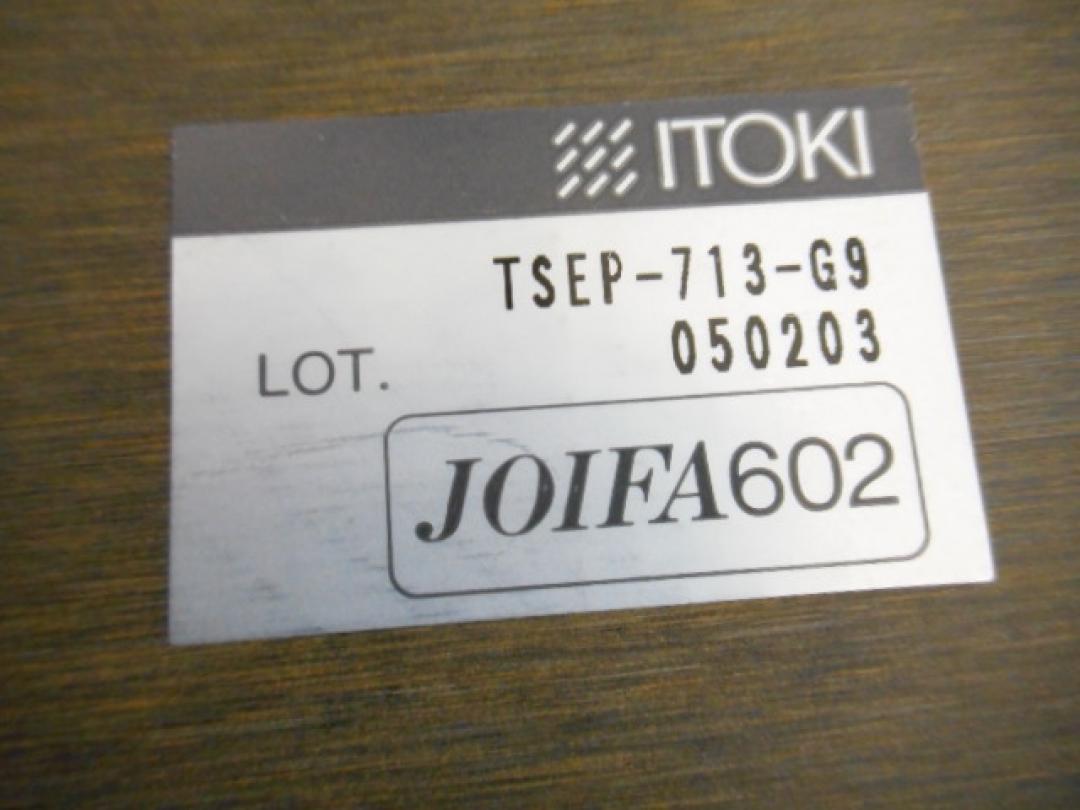 ITOKI
TSEP-713-G9
LOT. 050203
JOIFA602